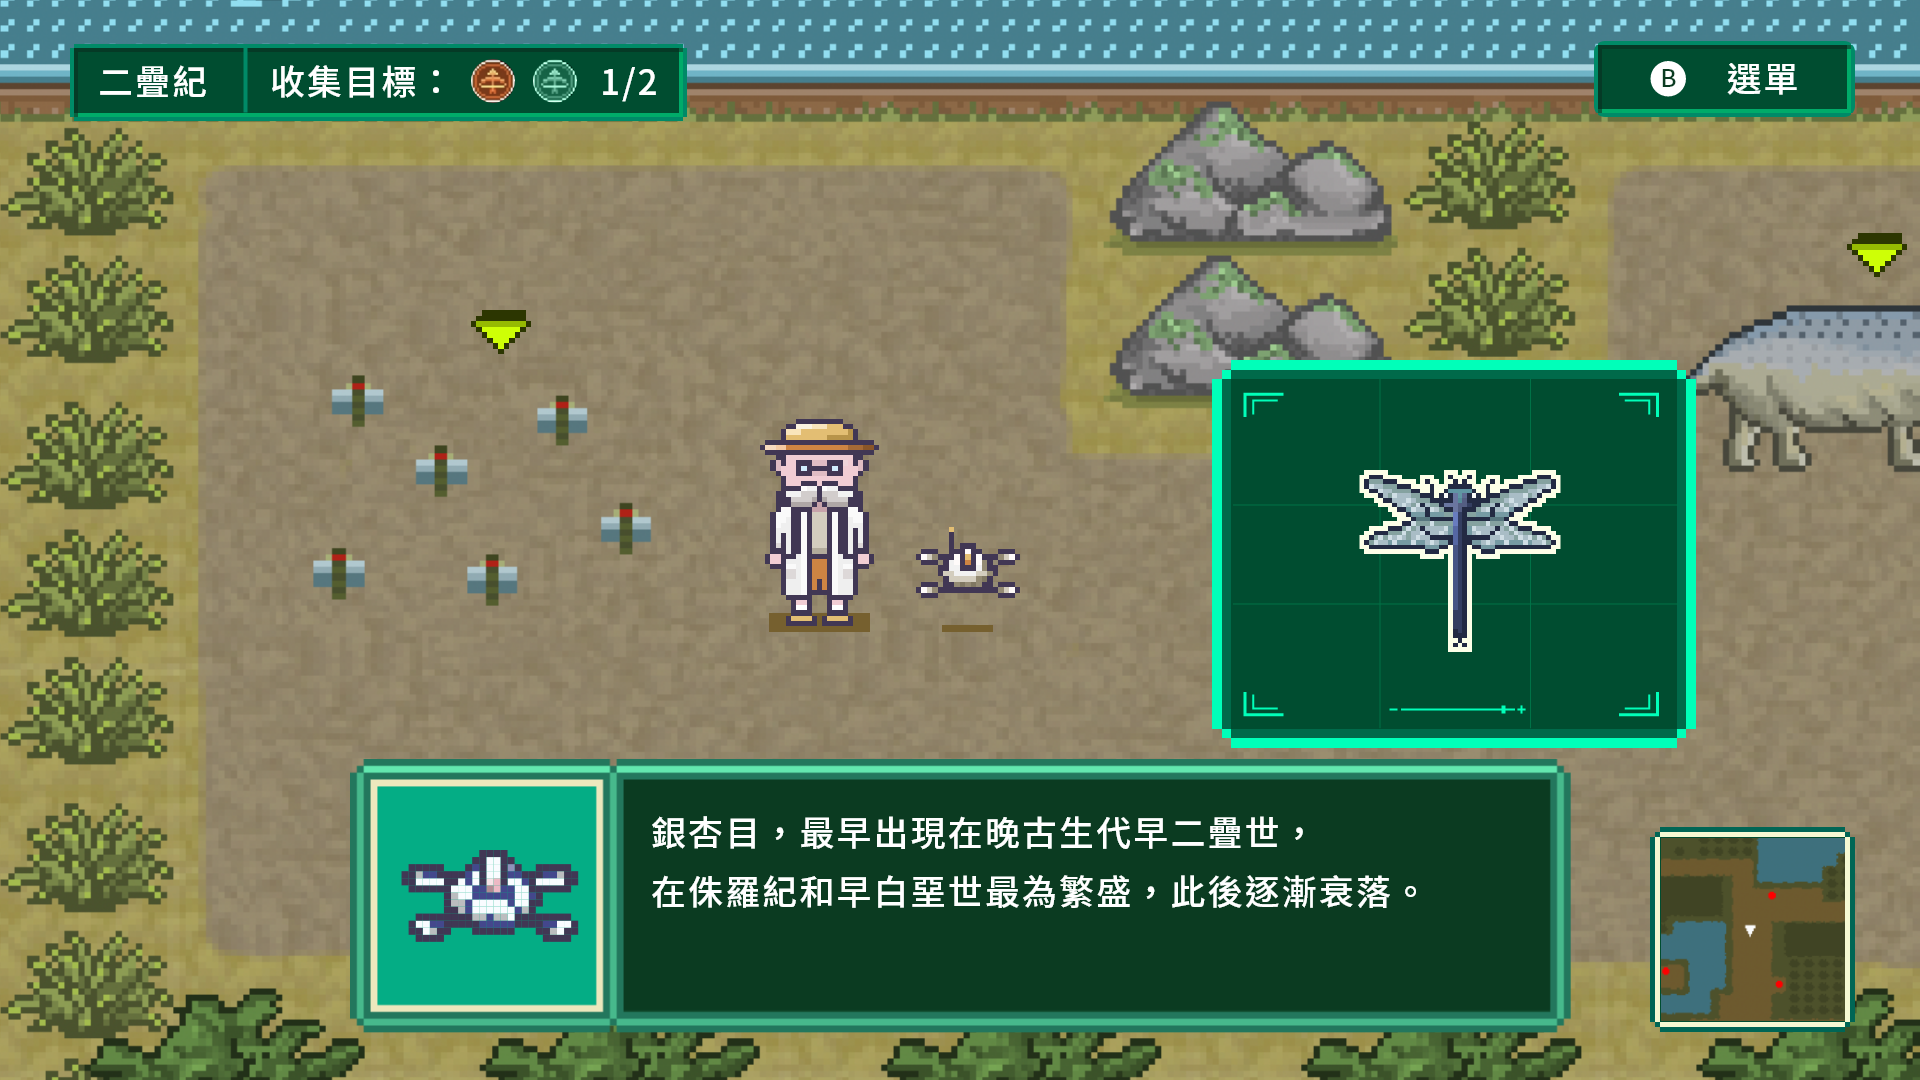 二疊紀
收集目標： 1/2
B 選單
銀杏目，最早出現在晚古生代早二疊世，
在侏羅紀和早白堊世最為繁盛，此後逐漸衰落。